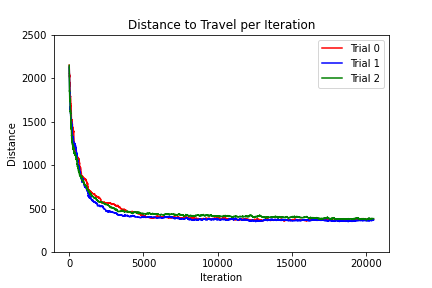 Distance to Travel per Iteration
2500
2000
1500
1000
500
0
Distance
Trial 0
Trial 1
Trial 2
0 5000 10000 15000 20000
Iteration